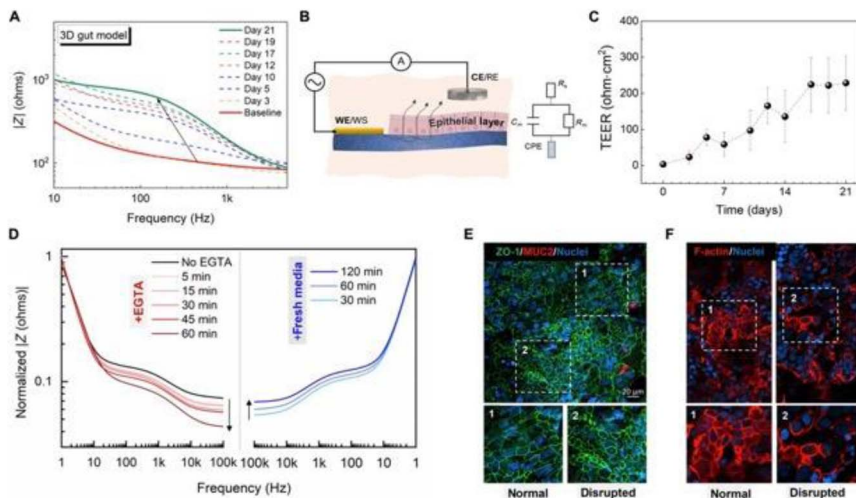 A
3D gut model
Day 21
Day 19
Day 17
Day 12
Day 10
Day 5
Day 3
Baseline
|Z| (ohms)
10³
10²
10 100 1k
Frequency (Hz)
B
A
CE/RE
WE/WS
Epithelial layer
CPE
C
TEER (ohm·cm²)
400
300
200
100
0
0 7 14 21
Time (days)
D
Normalized |Z| (ohms)|
1
0.1
+EGTA
No EGTA
5 min
15 min
30 min
45 min
60 min
+Fresh media
120 min
60 min
30 min
1 10 100 1k 10k 100k
100k 10k 1k 100 10 1
Frequency (Hz)
E
ZO-1/MUC2/Nuclei
1
2
20 μm
1
2
Normal Disrupted
F
F-actin/Nuclei
1
2
1
2
Normal Disrupted